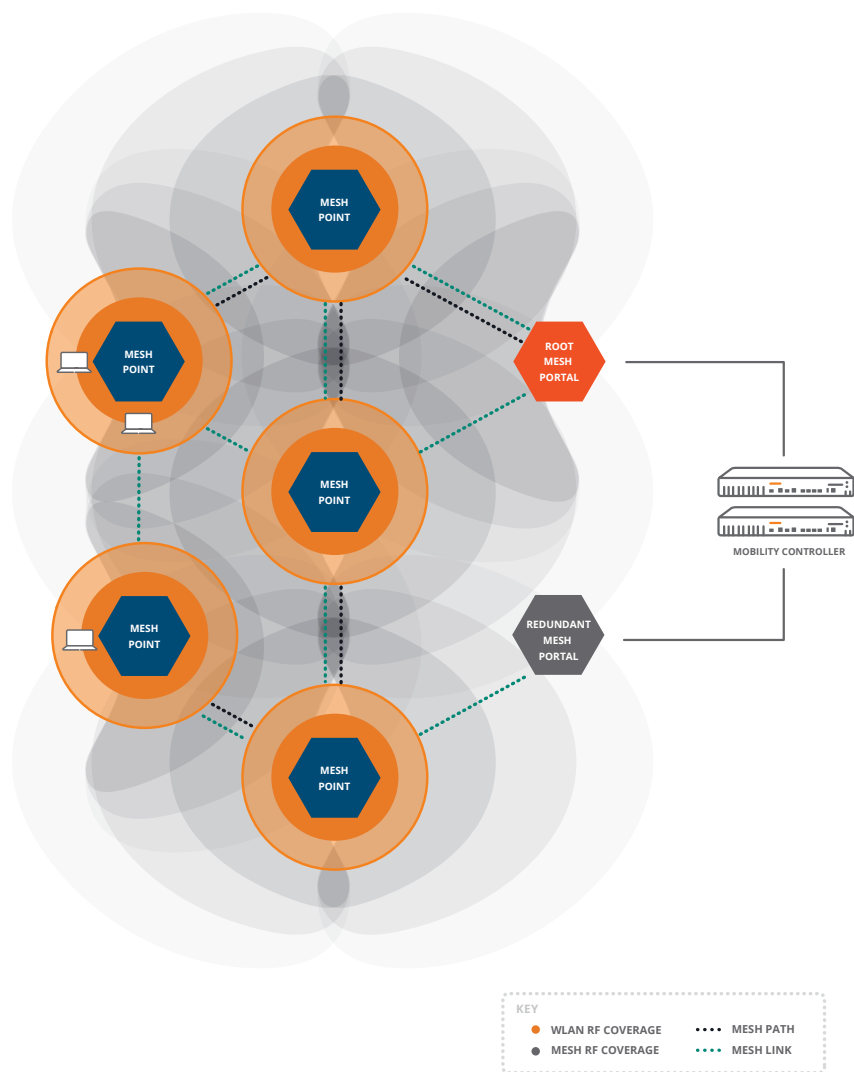 MESH
POINT
MESH
POINT
ROOT
MESH
PORTAL
MESH
POINT
MOBILITY CONTROLLER
MESH
POINT
REDUNDANT
MESH
PORTAL
MESH
POINT
KEY
WLAN RF COVERAGE
MESH PATH
MESH RF COVERAGE
MESH LINK